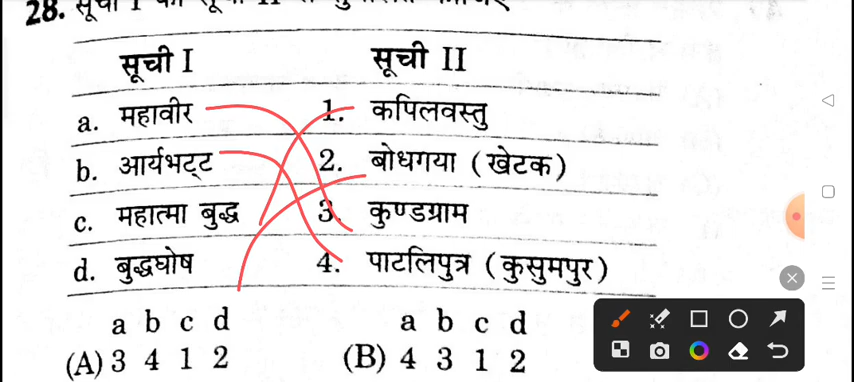 28. सूची I को सूची II से सुमेलित कीजिए
सूची I सूची II
a. महावीर 1. कपिलवस्तु
b. आर्यभट्ट 2. बोधगया (खेटक)
c. महात्मा बुद्ध 3. कुण्डग्राम
d. बुद्धघोष 4. पाटलिपुत्र (कुसुमपुर)
a b c d a b c d
(A) 3 4 1 2 (B) 4 3 1 2